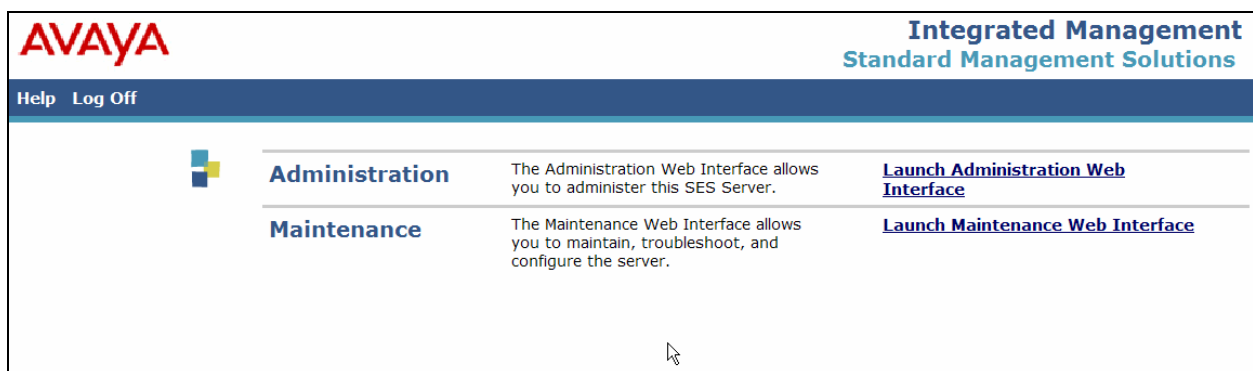 AVAYA
Integrated Management
Standard Management Solutions
Help Log Off
Administration
The Administration Web Interface allows
you to administer this SES Server.
Launch Administration Web
Interface
Maintenance
The Maintenance Web Interface allows
you to maintain, troubleshoot, and
configure the server.
Launch Maintenance Web Interface